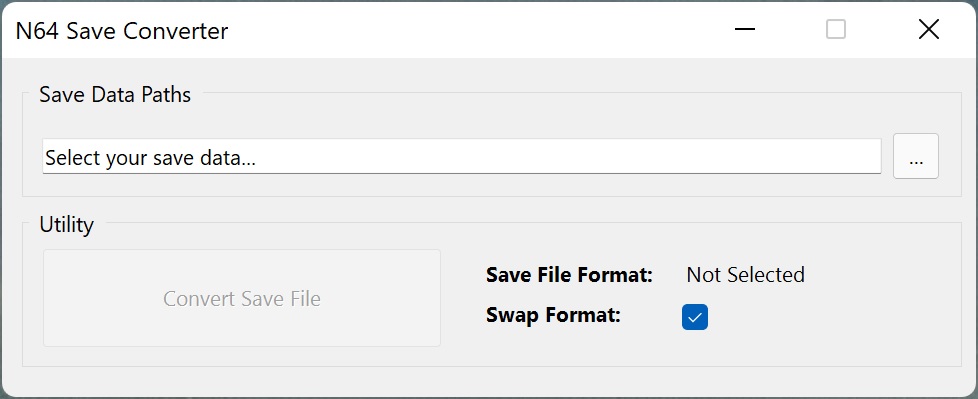 N64 Save Converter
Save Data Paths
Select your save data...
...
Utility
Convert Save File
Save File Format: Not Selected
Swap Format: